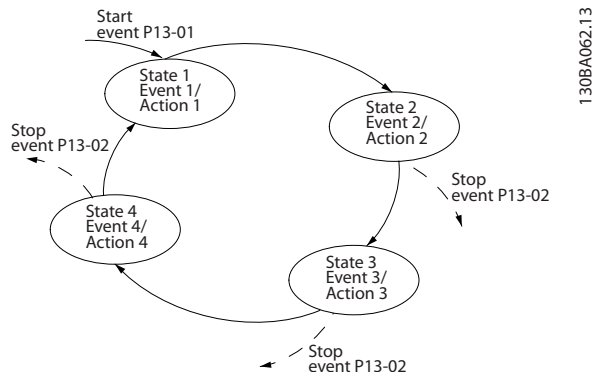 Start
event P13-01
State 1
Event 1/
Action 1
State 2
Event 2/
Action 2
Stop
event P13-02
Stop
event P13-02
State 4
Event 4/
Action 4
State 3
Event 3/
Action 3
Stop
event P13-02
130BA062.13